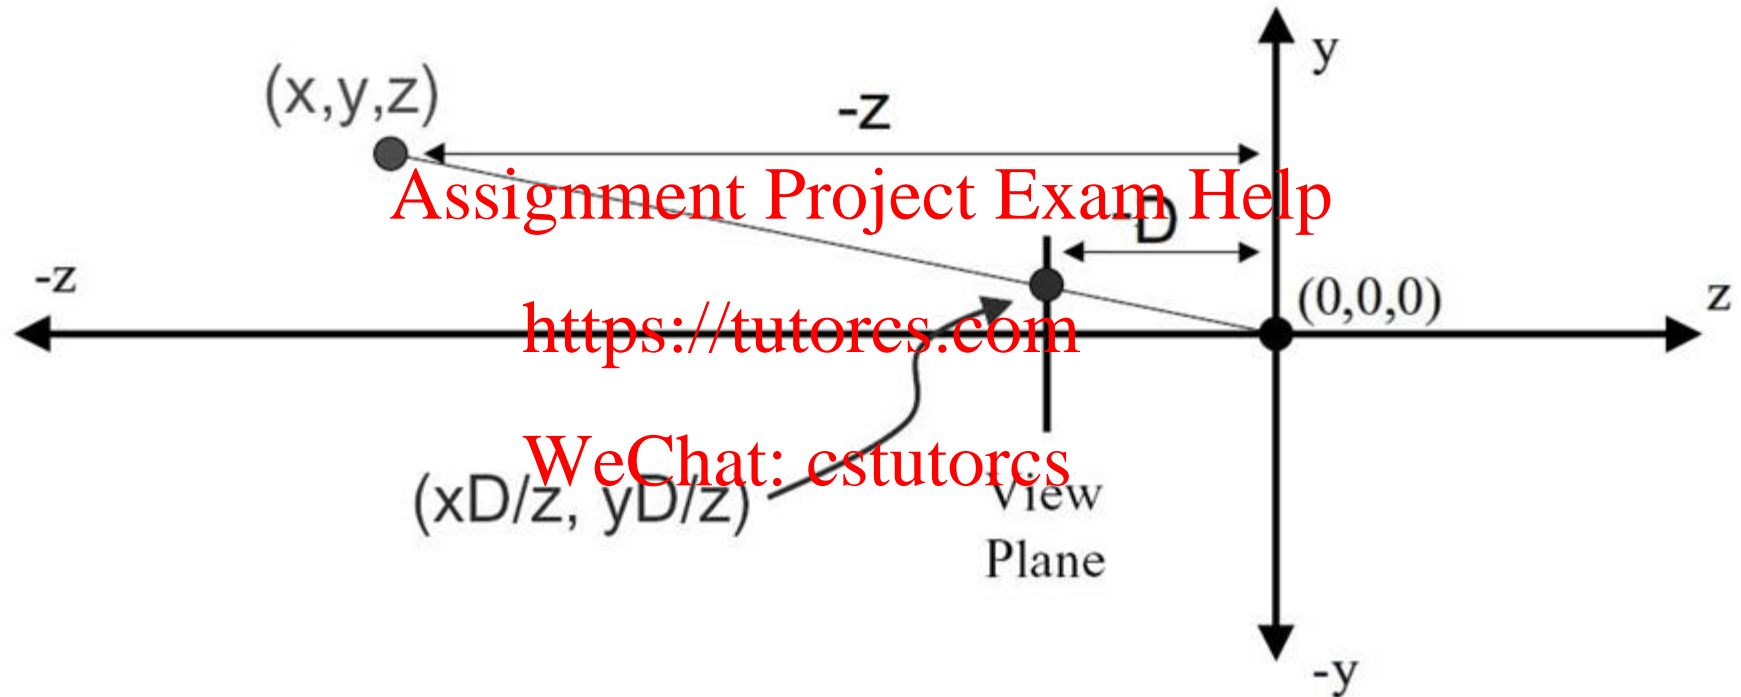 y
(x,y,z)
-z
Assignment Project Exam Help
-D
-z
(0,0,0)
z
https://tutorcs.com
WeChat: cstutorcs
(xD/z, yD/z)
View
Plane
-y